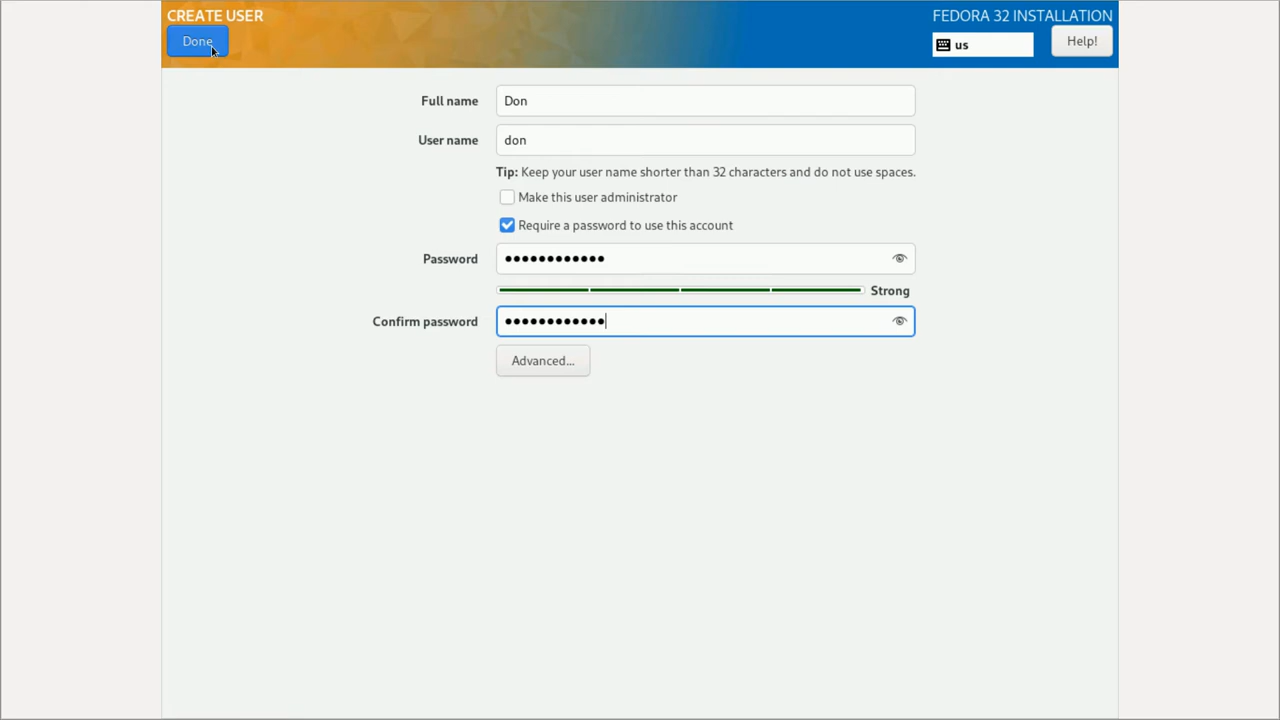 CREATE USER
FEDORA 32 INSTALLATION
Done
us
Help!
Full name
Don
User name
don
Tip: Keep your user name shorter than 32 characters and do not use spaces.
Make this user administrator
Require a password to use this account
Password
●●●●●●●●●●●●
Strong
Confirm password
●●●●●●●●●●●●
Advanced...